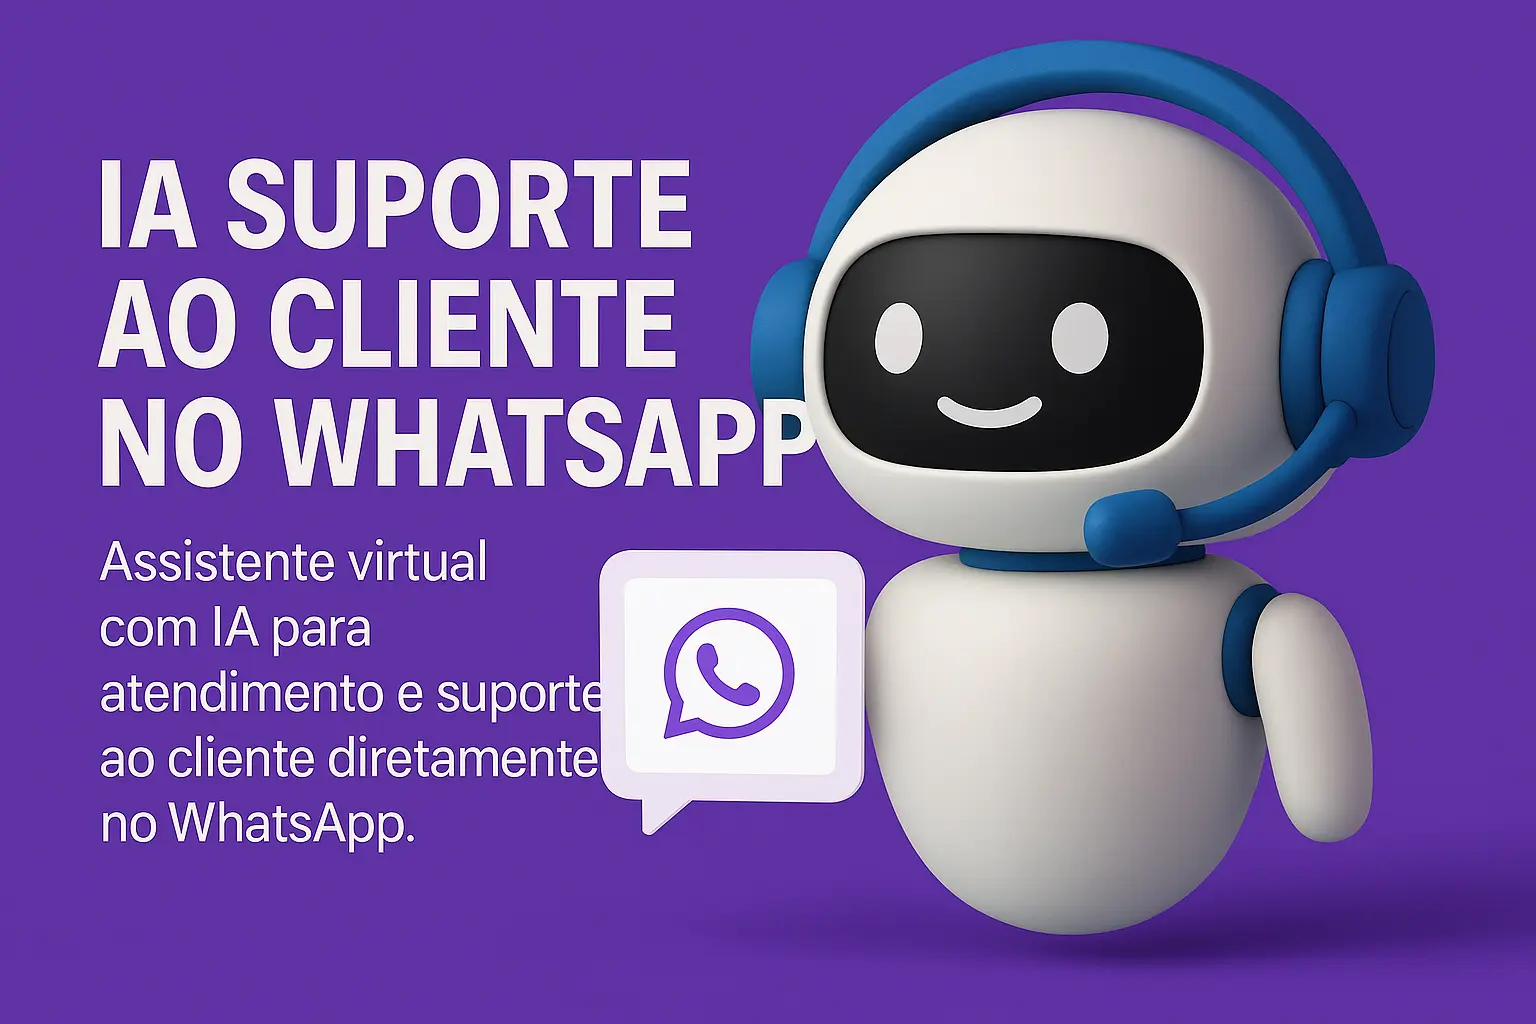 IA SUPORTE
AO CLIENTE
NO WHATSAPP
Assistente virtual
com IA para
atendimento e suporte
ao cliente diretamente
no WhatsApp.